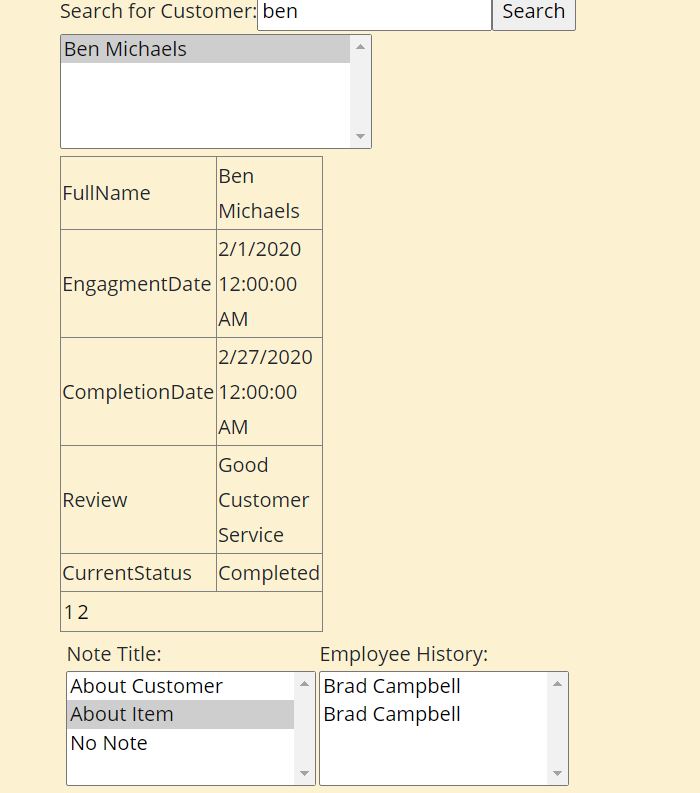 Search for Customer: ben Search
Ben Michaels
FullName Ben
Michaels
EngagmentDate 2/1/2020
12:00:00
AM
CompletionDate 2/27/2020
12:00:00
AM
Review Good
Customer
Service
CurrentStatus Completed
1 2
Note Title: Employee History:
About Customer Brad Campbell
About Item Brad Campbell
No Note